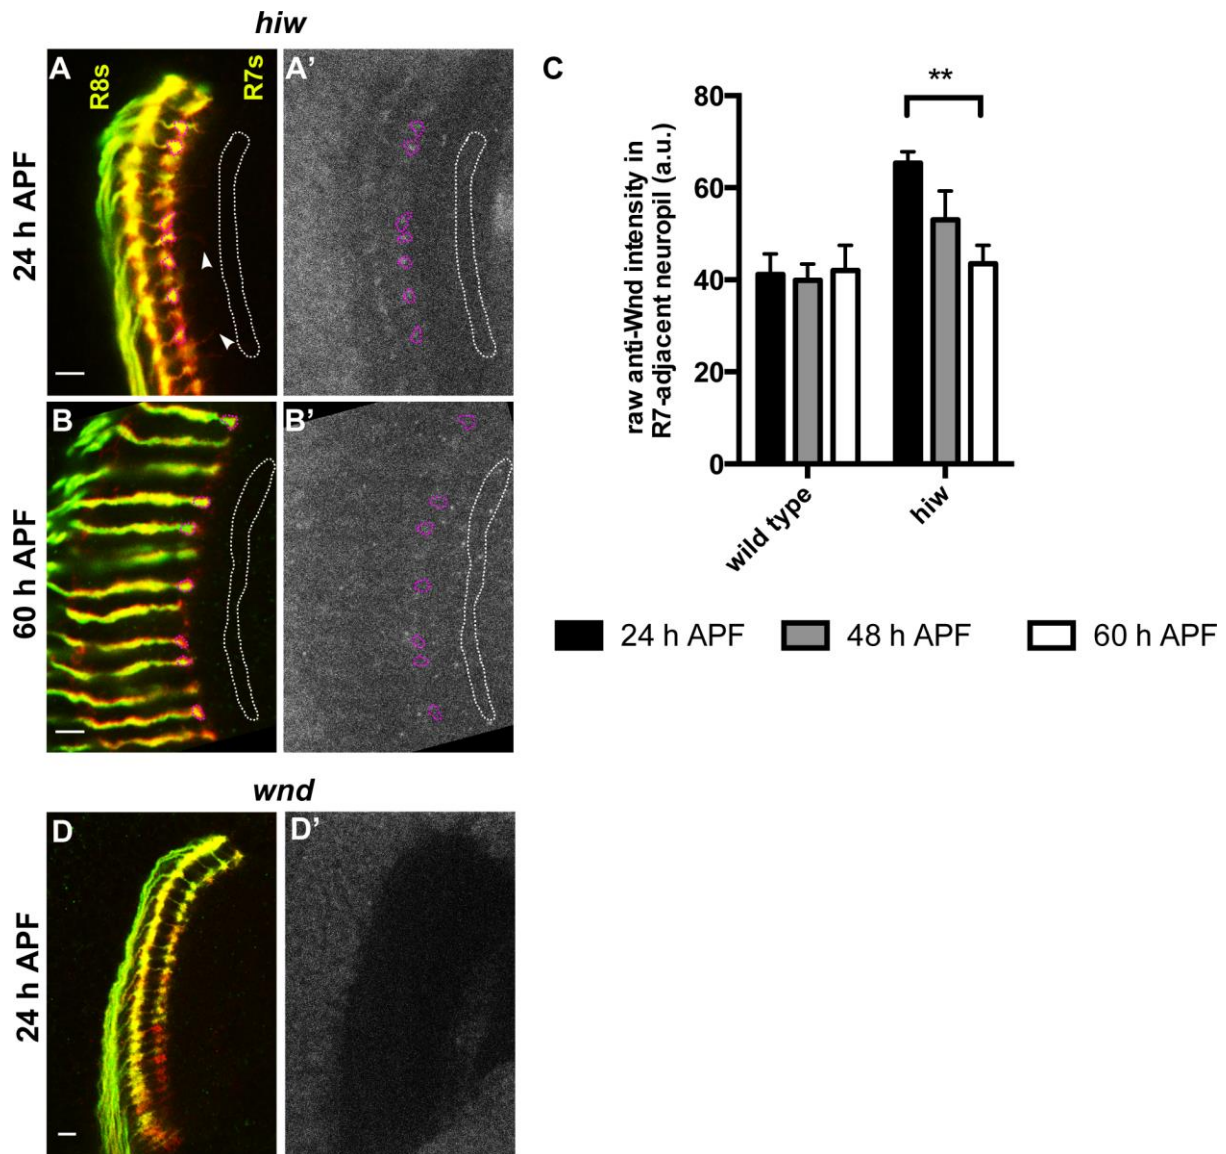 hiw
A
R8s
R7s
A'
24 h APF
B
B'
60 h APF
wnd
D
D'
24 h APF
C
**
raw anti-Wnd intensity in
R7-adjacent neuropil (a.u.)
80
60
40
20
0
wild type
hiw
24 h APF
48 h APF
60 h APF